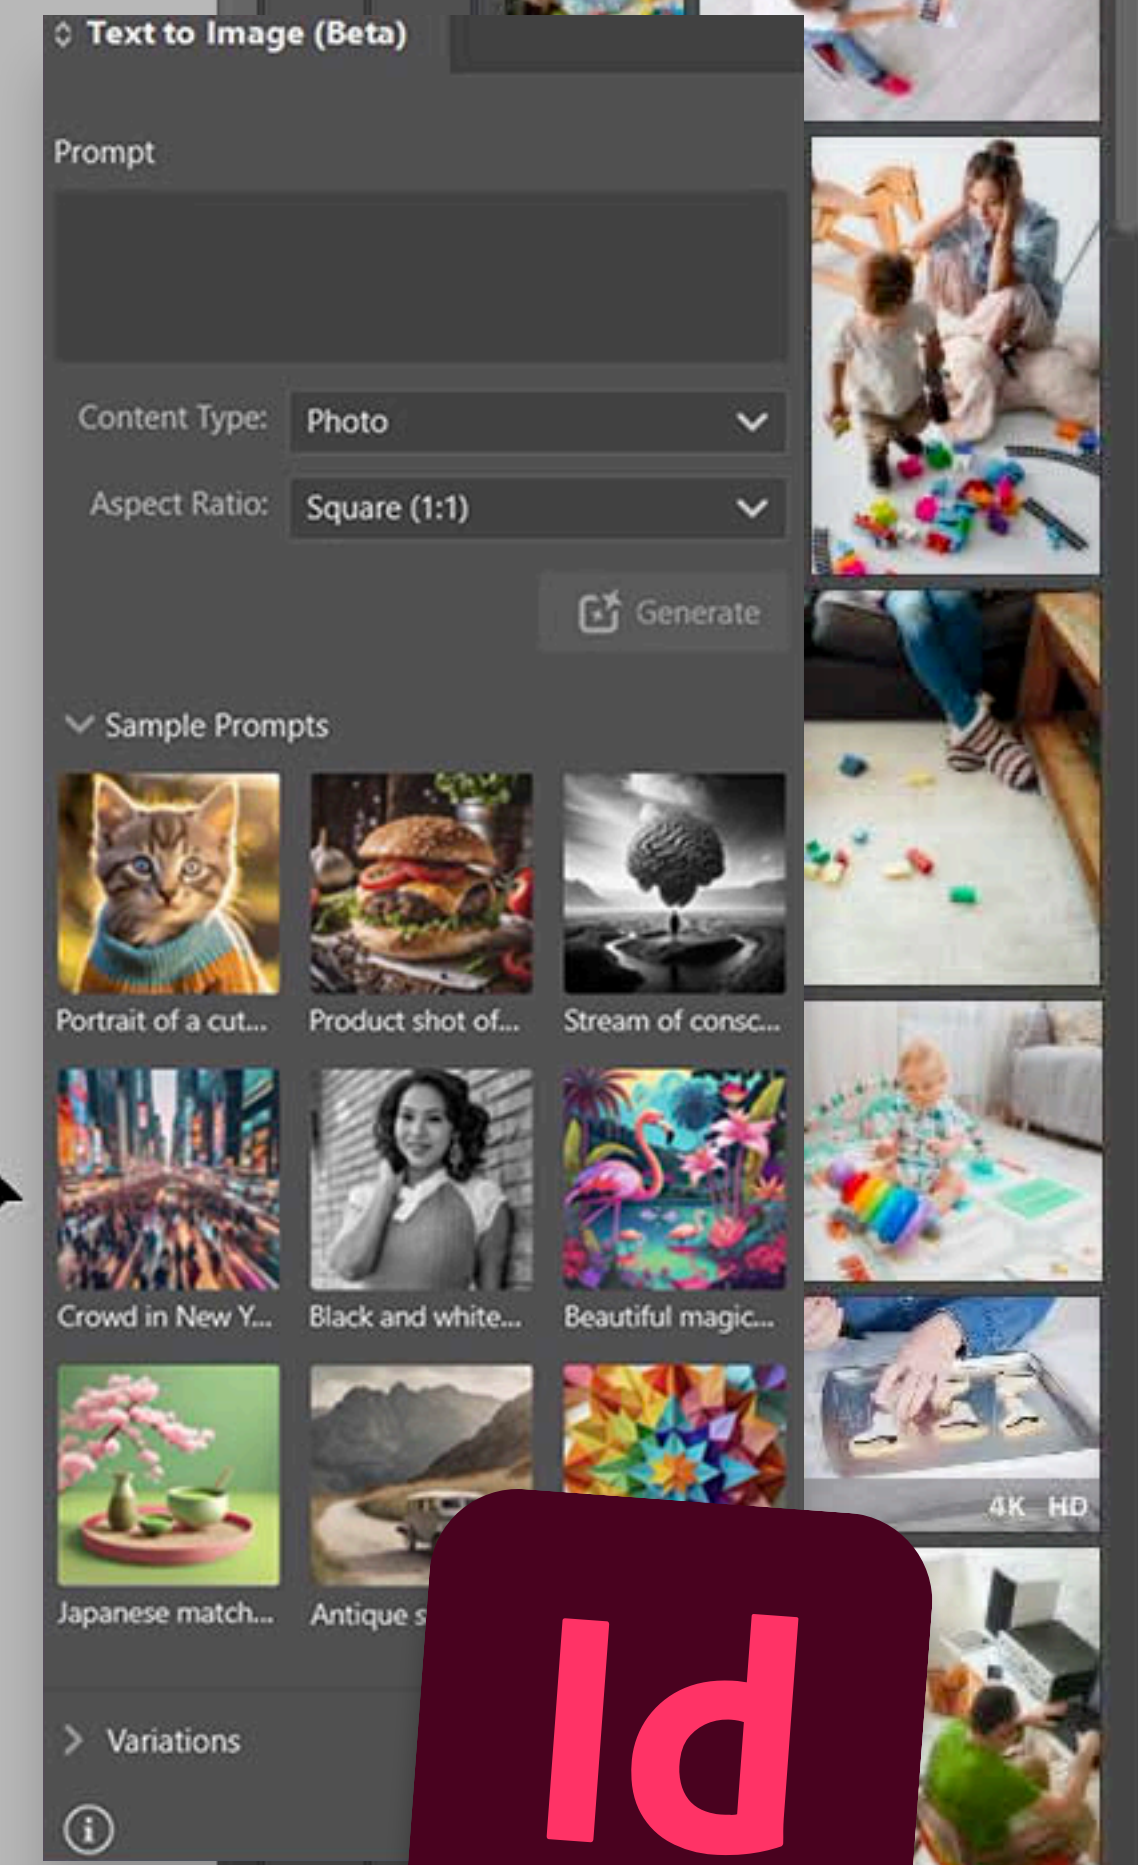 Text to Image (Beta)
Prompt
Content Type: Photo
Aspect Ratio: Square (1:1)
Generate
Sample Prompts
Portrait of a cut... Product shot of... Stream of consc...
Crowd in New Y... Black and white... Beautiful magic...
Japanese match... Antique s
4K HD
Variations
Id